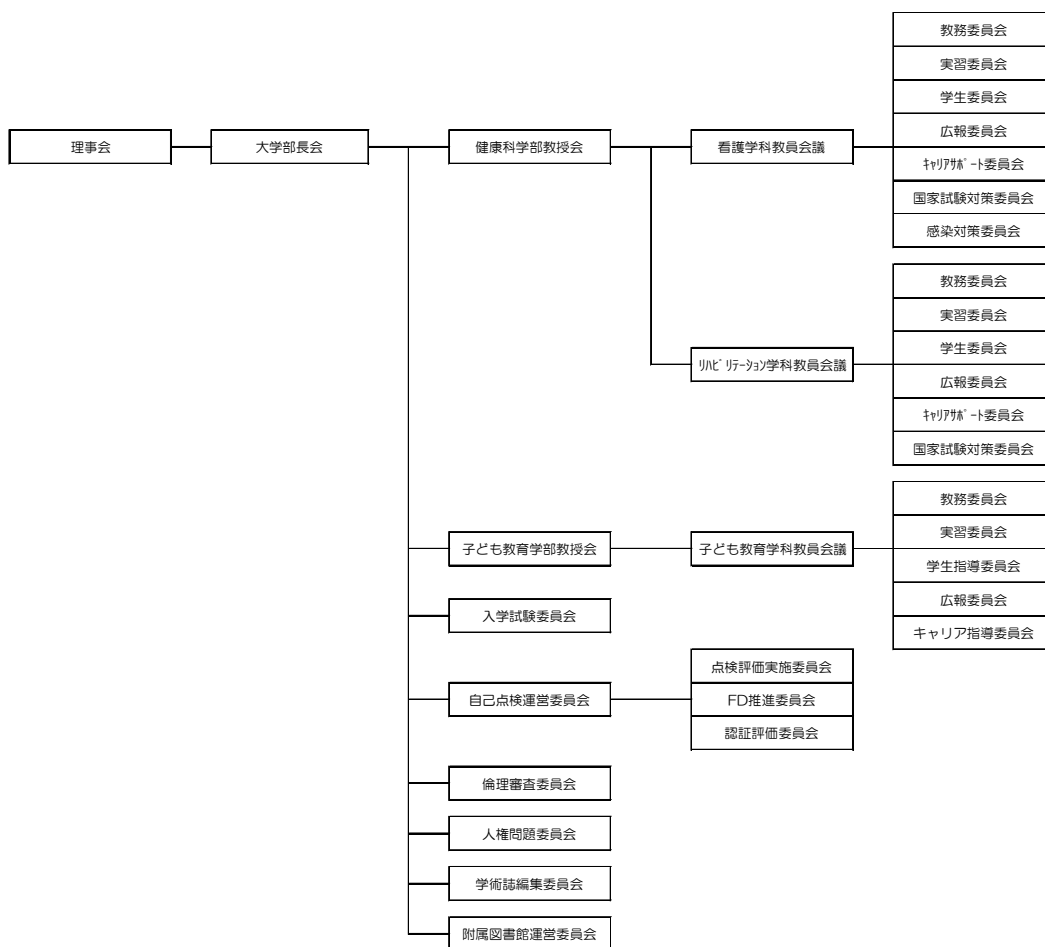 理事会
大学部長会
健康科学部教授会
看護学科教員会議
教務委員会
実習委員会
学生委員会
広報委員会
ｷｬﾘｱｻﾎﾟｰﾄ委員会
国家試験対策委員会
感染対策委員会
ﾘﾊﾋﾞﾘﾃｰｼｮﾝ学科教員会議
教務委員会
実習委員会
学生委員会
広報委員会
ｷｬﾘｱｻﾎﾟｰﾄ委員会
国家試験対策委員会
子ども教育学部教授会
子ども教育学科教員会議
教務委員会
実習委員会
学生指導委員会
広報委員会
キャリア指導委員会
入学試験委員会
自己点検運営委員会
点検評価実施委員会
FD推進委員会
認証評価委員会
倫理審査委員会
人権問題委員会
学術誌編集委員会
附属図書館運営委員会